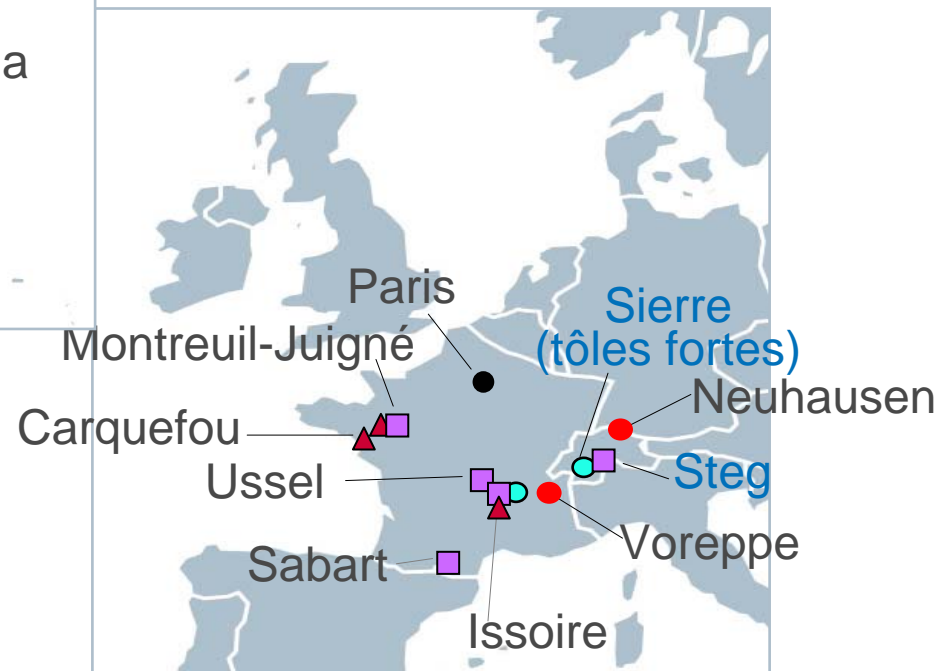 a
Paris
Sierre
(tôles fortes)
Montreuil-Juigné
Neuhausen
Carquefou
Ussel
Steg
Voreppe
Sabart
Issoire